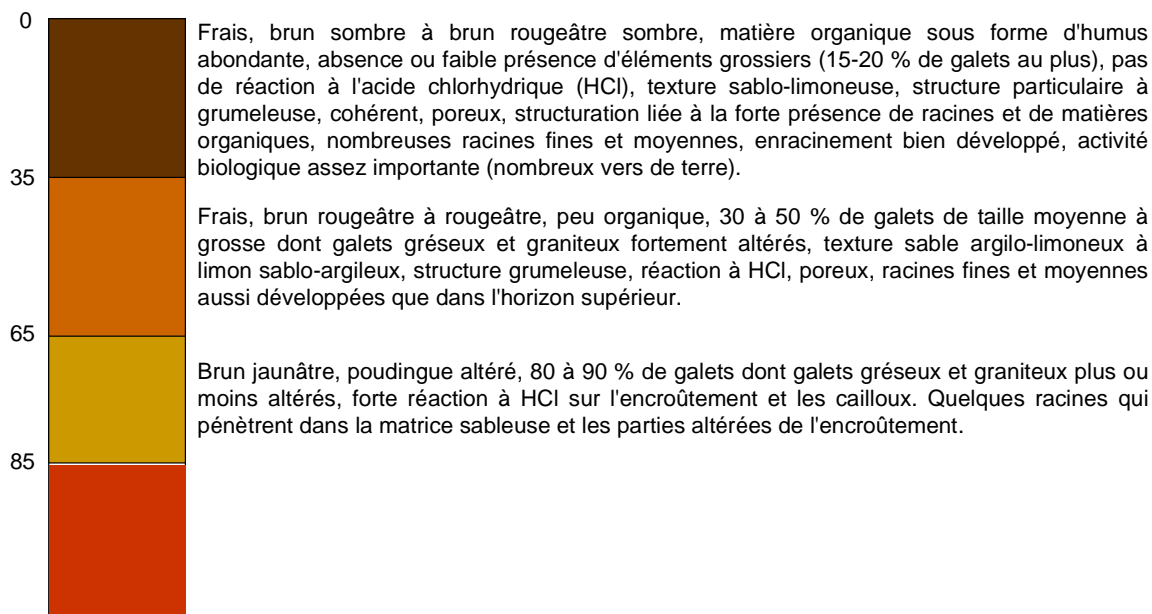 0
Frais, brun sombre à brun rougeâtre sombre, matière organique sous forme d'humus
abondante, absence ou faible présence d'éléments grossiers (15-20 % de galets au plus), pas
de réaction à l'acide chlorhydrique (HCl), texture sablo-limoneuse, structure particulaire à
grumeleuse, cohérent, poreux, structuration liée à la forte présence de racines et de matières
organiques, nombreuses racines fines et moyennes, enracinement bien développé, activité
biologique assez importante (nombreux vers de terre).
35
Frais, brun rougeâtre à rougeâtre, peu organique, 30 à 50 % de galets de taille moyenne à
grosse dont galets gréseux et graniteux fortement altérés, texture sable argilo-limoneux à
limon sablo-argileux, structure grumeleuse, réaction à HCl, poreux, racines fines et moyennes
aussi développées que dans l'horizon supérieur.
65
Brun jaunâtre, poudingue altéré, 80 à 90 % de galets dont galets gréseux et graniteux plus ou
moins altérés, forte réaction à HCl sur l'encroûtement et les cailloux. Quelques racines qui
pénètrent dans la matrice sableuse et les parties altérées de l'encroûtement.
85